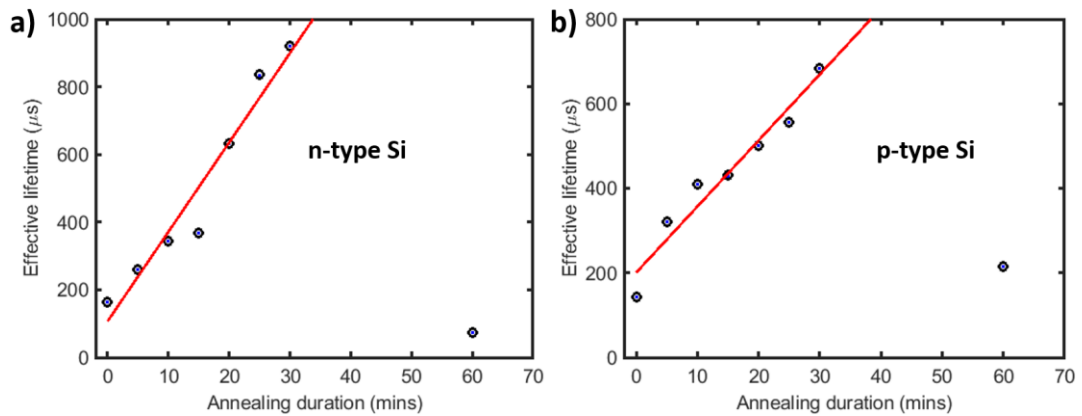 a)
1000
800
600
400
200
0
Effective lifetime (μs)
n-type Si
0 10 20 30 40 50 60 70
Annealing duration (mins)
b)
800
600
400
200
0
Effective lifetime (μs)
p-type Si
0 10 20 30 40 50 60 70
Annealing duration (mins)